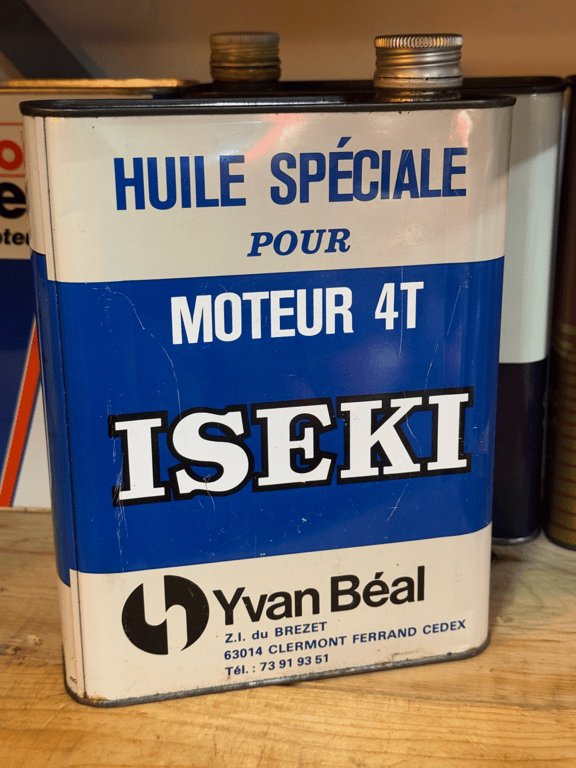 HUILE SPÉCIALE
POUR
MOTEUR 4T
ISEKI
Yvan Béal
Z.I. du BREZET
63014 CLERMONT FERRAND CEDEX
Tél. : 73 91 93 51